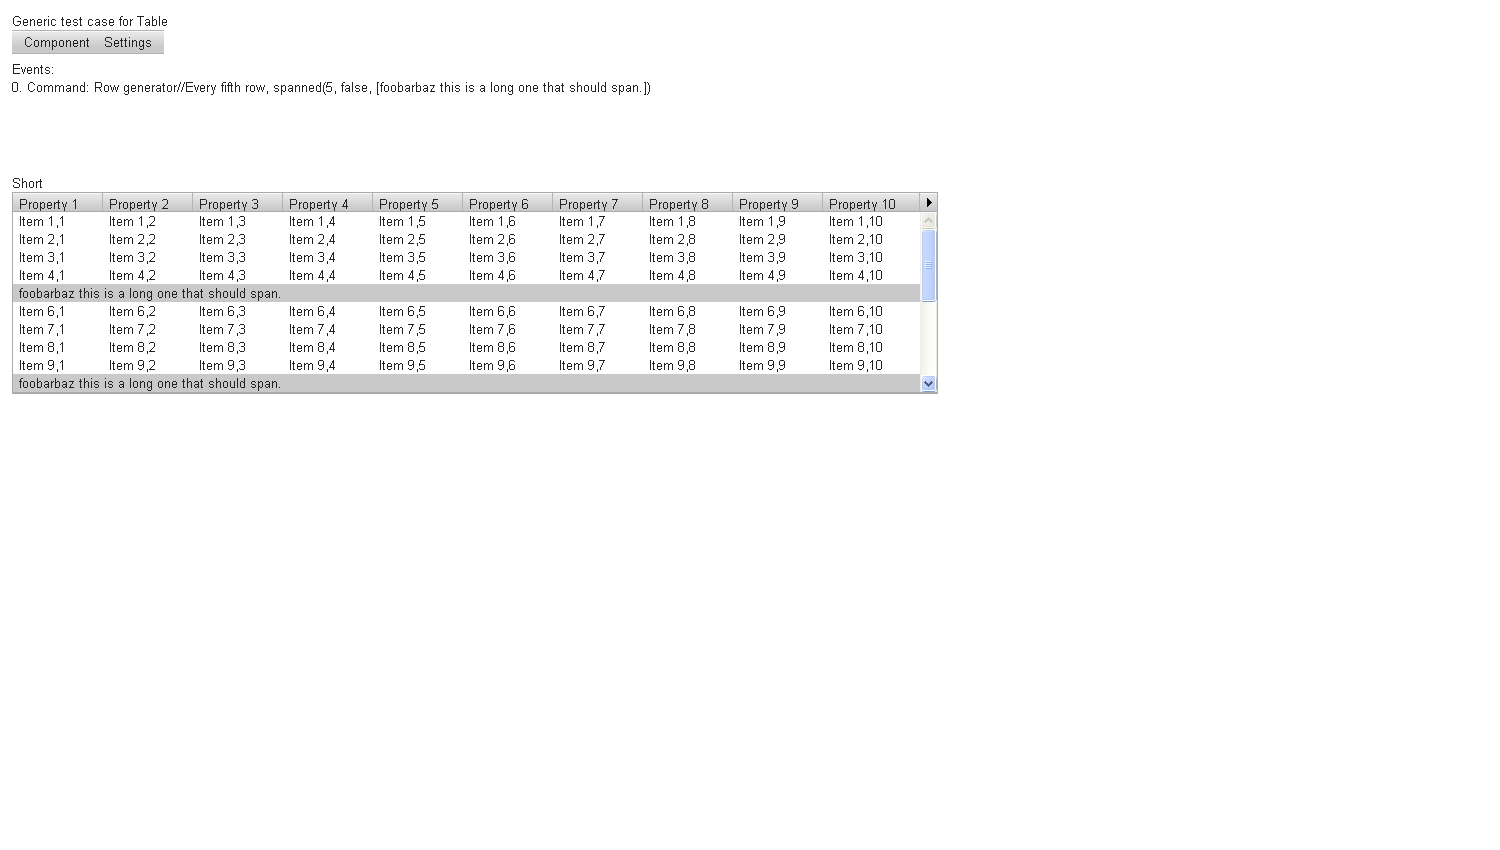 Generic test case for Table
Component Settings
Events:
0. Command: Row generator//Every fifth row, spanned(5, false, [foobarbaz this is a long one that should span.])
Short
Property 1 Property 2 Property 3 Property 4 Property 5 Property 6 Property 7 Property 8 Property 9 Property 10
Item 1,1 Item 1,2 Item 1,3 Item 1,4 Item 1,5 Item 1,6 Item 1,7 Item 1,8 Item 1,9 Item 1,10
Item 2,1 Item 2,2 Item 2,3 Item 2,4 Item 2,5 Item 2,6 Item 2,7 Item 2,8 Item 2,9 Item 2,10
Item 3,1 Item 3,2 Item 3,3 Item 3,4 Item 3,5 Item 3,6 Item 3,7 Item 3,8 Item 3,9 Item 3,10
Item 4,1 Item 4,2 Item 4,3 Item 4,4 Item 4,5 Item 4,6 Item 4,7 Item 4,8 Item 4,9 Item 4,10
foobarbaz this is a long one that should span.
Item 6,1 Item 6,2 Item 6,3 Item 6,4 Item 6,5 Item 6,6 Item 6,7 Item 6,8 Item 6,9 Item 6,10
Item 7,1 Item 7,2 Item 7,3 Item 7,4 Item 7,5 Item 7,6 Item 7,7 Item 7,8 Item 7,9 Item 7,10
Item 8,1 Item 8,2 Item 8,3 Item 8,4 Item 8,5 Item 8,6 Item 8,7 Item 8,8 Item 8,9 Item 8,10
Item 9,1 Item 9,2 Item 9,3 Item 9,4 Item 9,5 Item 9,6 Item 9,7 Item 9,8 Item 9,9 Item 9,10
foobarbaz this is a long one that should span.